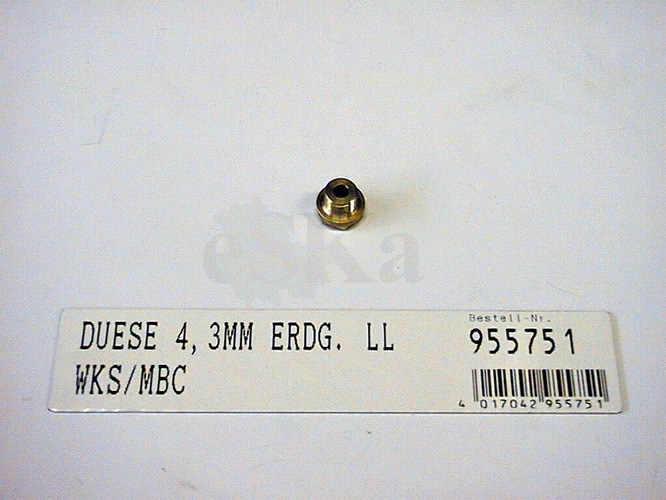 eSKa
DUESE 4,3MM ERDG. LL
WKS/MBC
Bestell-Nr.
955751
4 017042 955751